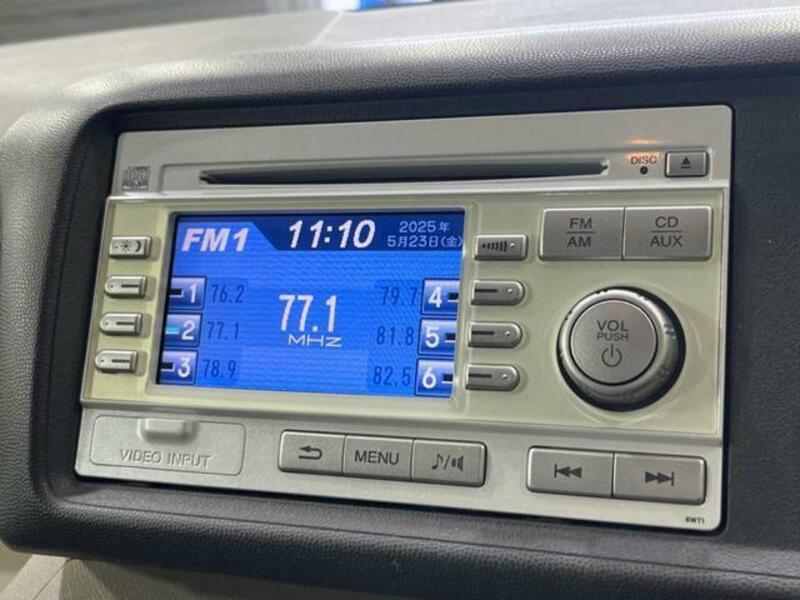 DISC
FM1 11:10 2025年
5月23日(金)
FM
AM
CD
AUX
1 76.2
2 77.1
3 78.9
77.1
MHZ
79.7 4
81.8 5
82.5 6
VOL
PUSH
VIDEO INPUT
MENU
6WT1